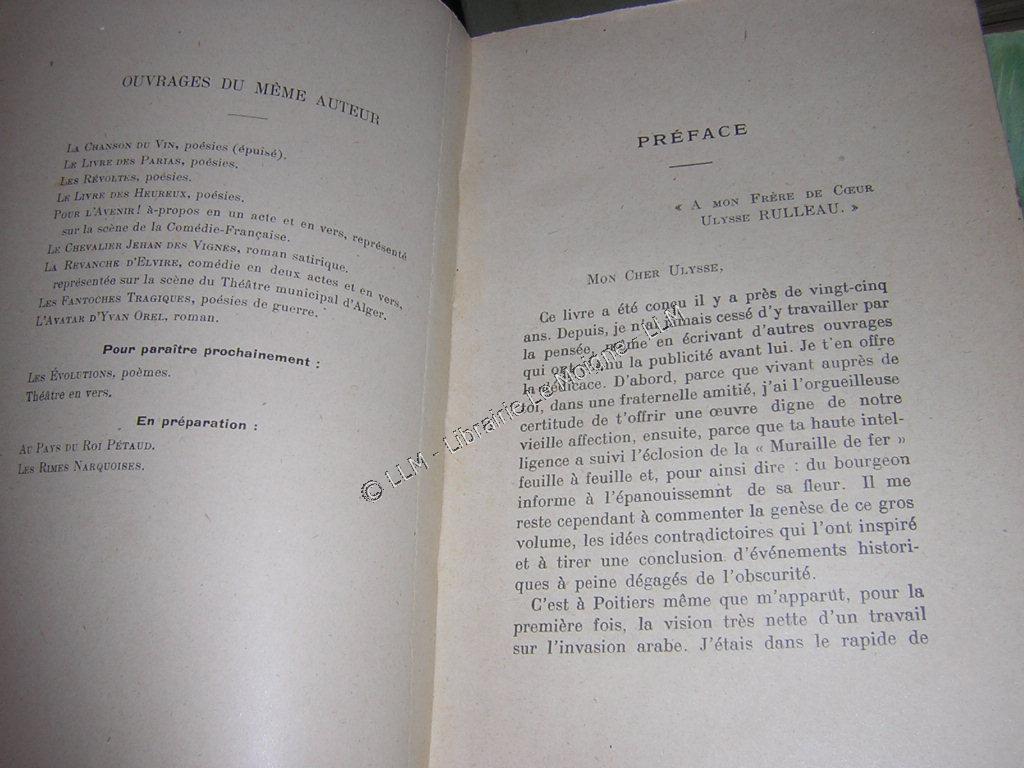 OUVRAGES DU MÊME AUTEUR
La Chanson du Vin, poésies (épuisé).
Le Livre des Parias, poésies.
Les Révoltes, poésies.
Le Livre des Heureux, poésies.
Pour l'Avenir! à-propos en un acte et en vers, représenté
sur la scène de la Comédie-Française.
Le Chevalier Jehan des Vignes, roman satirique.
La Revanche d'Elvire, comédie en deux actes et en vers,
représentée sur la scène du Théâtre municipal d'Alger.
Les Fantoches Tragiques, poésies de guerre.
L'Avatar d'Yvan Orel, roman.
Pour paraître prochainement :
Les Évolutions, poèmes.
Théâtre en vers.
En préparation :
Au Pays du Roi Pétaud.
Les Rimes Narquoises.
PRÉFACE
« A mon Frère de Cœur
Ulysse RULLEAU. »
Mon Cher Ulysse,
Ce livre a été conçu il y a près de vingt-cinq
ans. Depuis, je n'ai jamais cessé d'y travailler par
la pensée, même en écrivant d'autres ouvrages
qui ont connu la publicité avant lui. Je t'en offre
la dédicace. D'abord, parce que vivant auprès de
toi, dans une fraternelle amitié, j'ai l'orgueilleuse
certitude de t'offrir une œuvre digne de notre
vieille affection, ensuite, parce que ta haute intel-
ligence a suivi l'éclosion de la « Muraille de fer »
feuille à feuille et, pour ainsi dire : du bourgeon
informe à l'épanouissemnt de sa fleur. Il me
reste cependant à commenter la genèse de ce gros
volume, les idées contradictoires qui l'ont inspiré
et à tirer une conclusion d'événements histori-
ques à peine dégagés de l'obscurité.
C'est à Poitiers même que m'apparût, pour la
première fois, la vision très nette d'un travail
sur l'invasion arabe. J'étais dans le rapide de
© LLM - Librairie Le Moigne - LLM